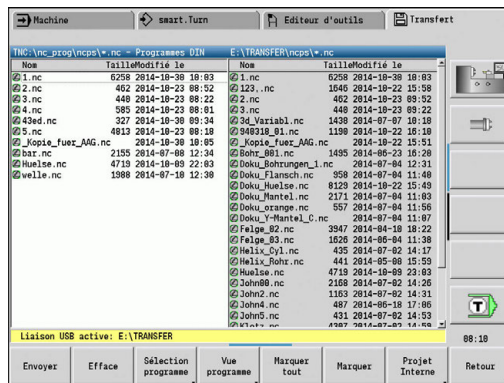 Machine
smart.Turn
Editeur d'outils
Transfert
TNC:\nc_prog\ncps\*.nc - Programmes DIN
E:\TRANSFER\ncps\*.nc
Nom TailleModifié le
1.nc 6258 2014-10-30 10:03
2.nc 462 2014-10-23 08:52
3.nc 440 2014-10-23 08:22
4.nc 585 2014-10-23 08:01
43ed.nc 327 2014-10-30 09:34
5.nc 4813 2014-10-23 08:10
_Kopie_fuer_AAG.nc 2014-10-30 10:05
bar.nc 2155 2014-07-08 12:34
Huelse.nc 4719 2014-10-09 22:03
welle.nc 1988 2014-07-10 12:30
Nom TailleModifié le
1.nc 6258 2014-10-30 10:03
123,.nc 1646 2014-10-22 15:58
2.nc 462 2014-10-23 09:52
3.nc 440 2014-10-23 09:22
3d_Variabl.nc 1430 2014-07-07 10:18
940318_01.nc 1190 2014-10-22 16:10
_Kopie_fuer_AAG.nc 2014-10-22 15:51
Bohr_001.nc 1495 2014-06-23 16:20
Doku_Bohrungen_1.nc 2014-07-04 12:31
Doku_Flansch.nc 958 2014-07-04 11:40
Doku_Huelse.nc 8129 2014-10-22 15:49
Doku_Mantel.nc 2171 2014-07-04 11:03
Doku_orange.nc 557 2014-07-04 11:56
Doku_Y-Mantel_C.nc 2014-07-04 11:07
Felge_02.nc 3947 2014-04-10 18:22
Felge_03.nc 1626 2014-06-04 11:38
Helix_Cyl.nc 435 2014-07-02 14:17
Helix_Rohr.nc 441 2014-05-08 15:59
Huelse.nc 4719 2014-10-09 23:03
John00.nc 2168 2014-07-02 14:26
John2.nc 1163 2014-07-02 14:31
John4.nc 487 2014-06-18 17:06
John5.nc 431 2014-07-02 14:53
Klotz.nc 4307 2014-07-02 14:59
Liaison USB active: E:\TRANSFER
T
08:10
Envoyer
Efface
Sélection programme
Vue programme
Marquer tout
Marquer
Projet Interne
Retour